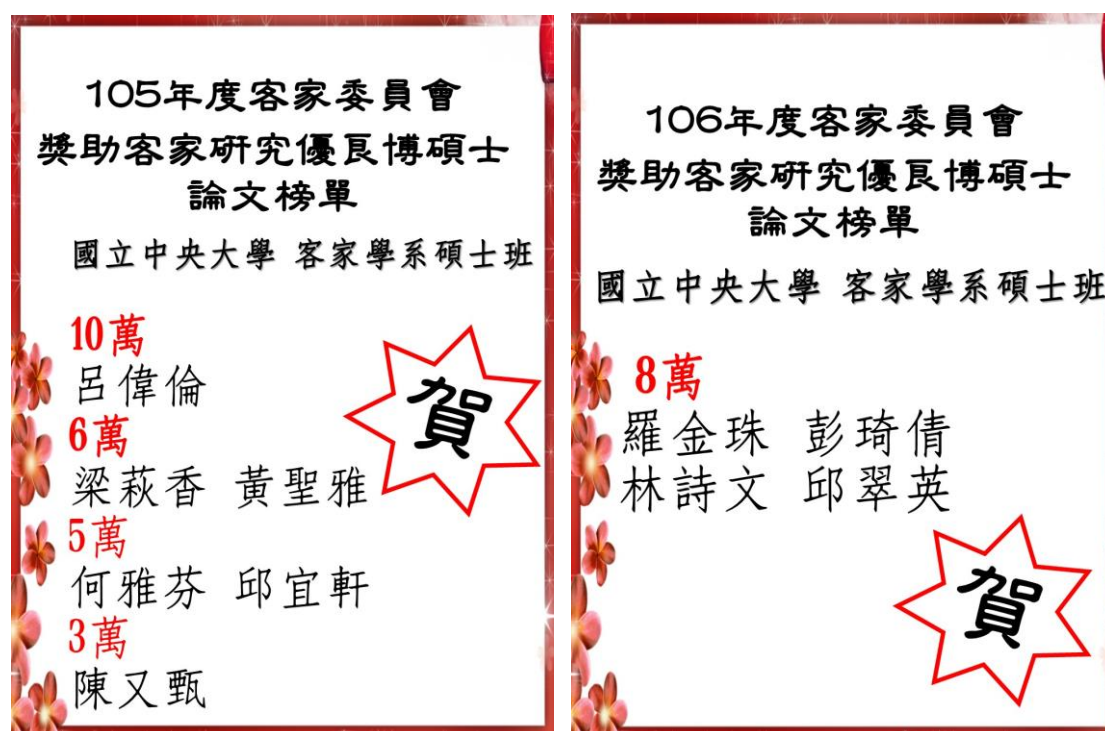 105年度客家委員會
獎助客家研究優良博碩士
論文榜單
國立中央大學 客家學系碩士班
10萬
呂偉倫
6萬
梁萩香 黃聖雅
5萬
何雅芬 邱宜軒
3萬
陳又甄
賀
106年度客家委員會
獎助客家研究優良博碩士
論文榜單
國立中央大學 客家學系碩士班
8萬
羅金珠 彭琦倩
林詩文 邱翠英
賀